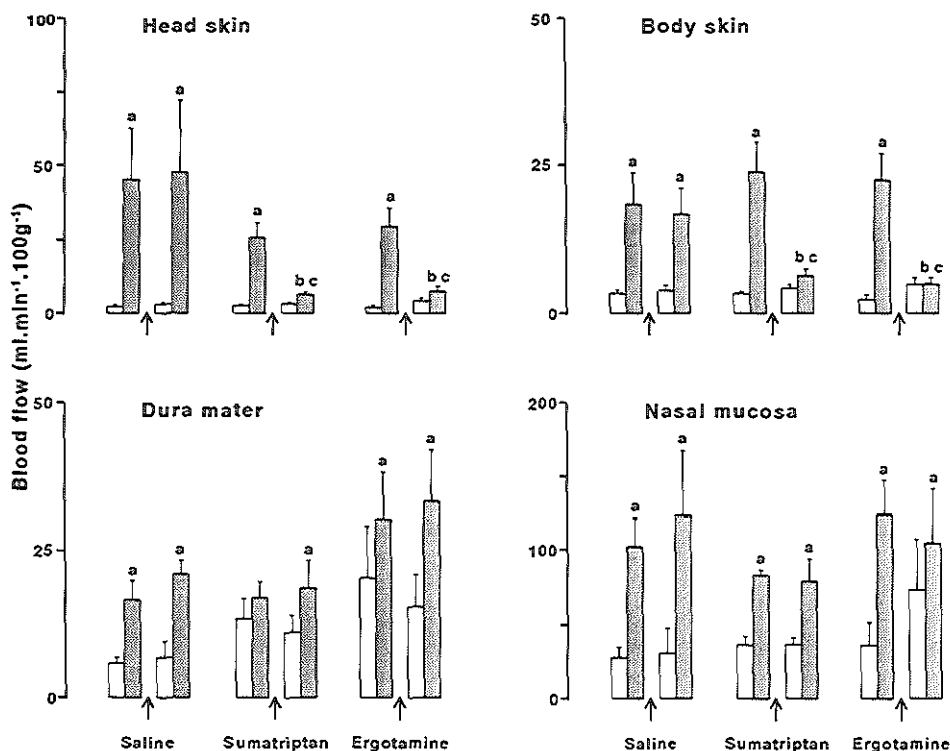 Head skin
Body skin
100
50
0
50
25
0
a a a a b c b c
a a a a b c b c
Blood flow (ml.min⁻¹.100g⁻¹)
Dura mater
Nasal mucosa
50
25
0
200
100
0
a a a a a
a a a a a a
Saline Sumatriptan Ergotamine
Saline Sumatriptan Ergotamine